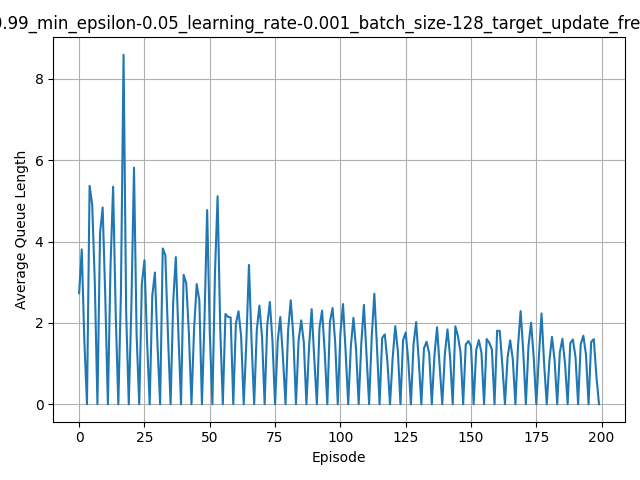 0.99_min_epsilon-0.05_learning_rate-0.001_batch_size-128_target_update_fre
8
6
4
2
0
Average Queue Length
0 25 50 75 100 125 150 175 200
Episode